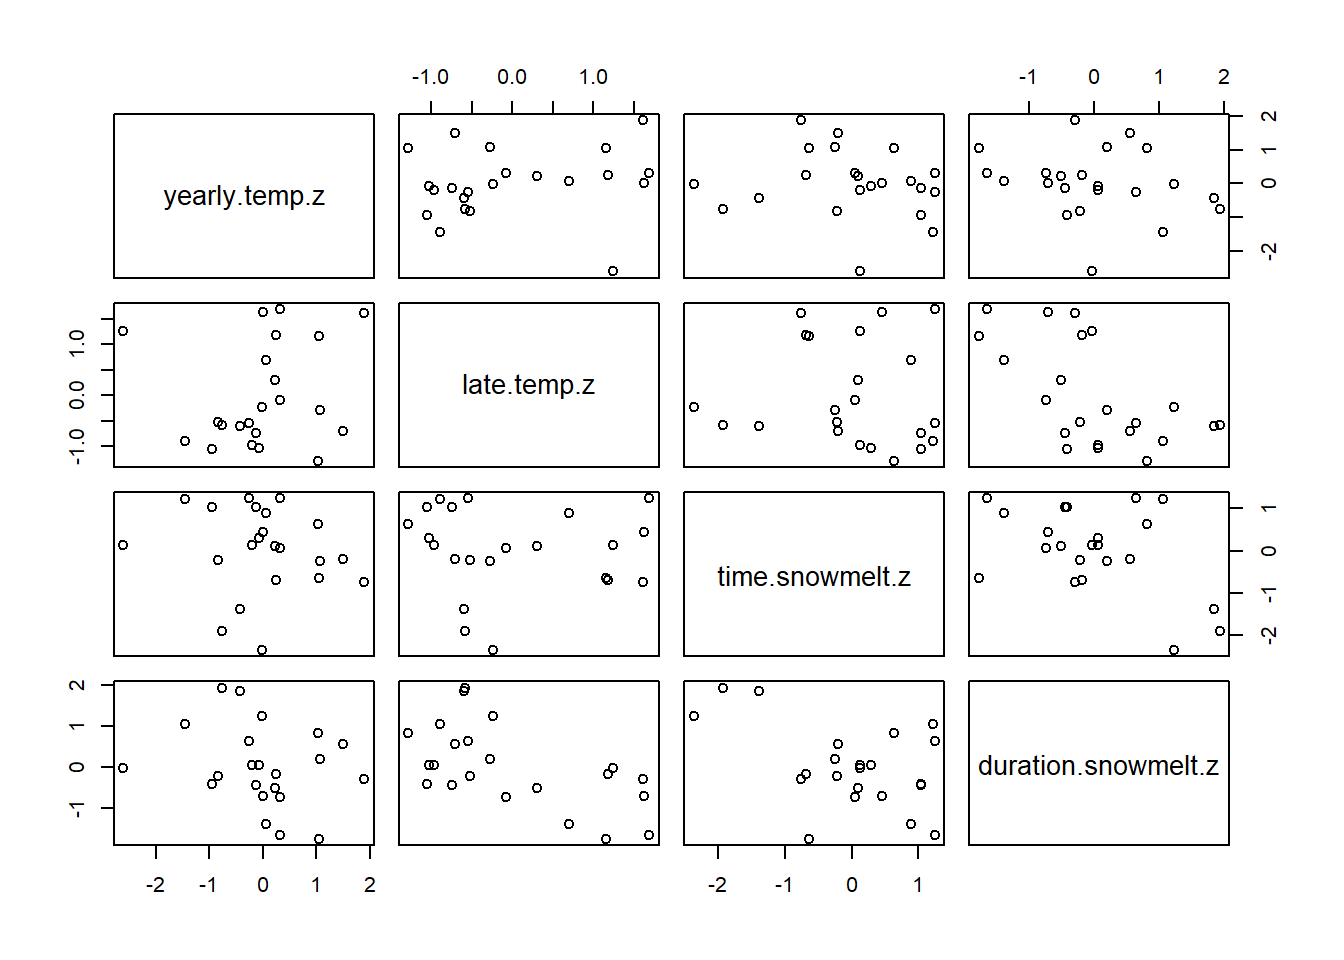 -1.0 0.0 1.0
-1 0 1 2
yearly.temp.z
-2 0 1 2
-1.0 0.0 1.0
late.temp.z
time.snowmelt.z
-2 -1 0 1
-1 0 1 2
duration.snowmelt.z
-2 -1 0 1 2
-2 -1 0 1